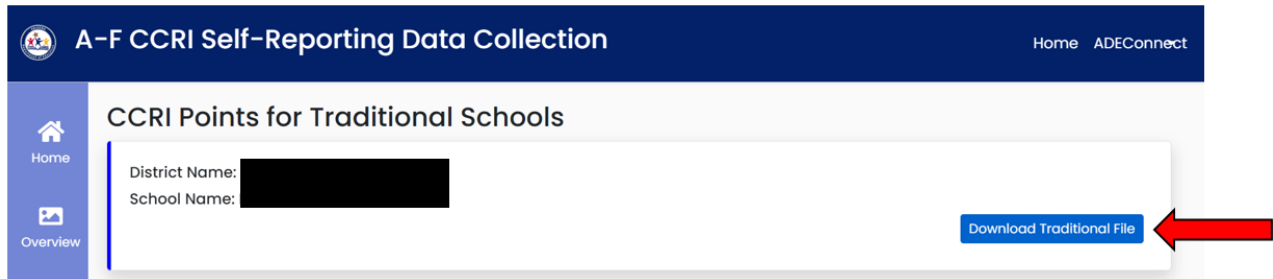 A-F CCRI Self-Reporting Data Collection
Home ADEConnect
CCRI Points for Traditional Schools
Home
District Name:
School Name:
Overview
Download Traditional File